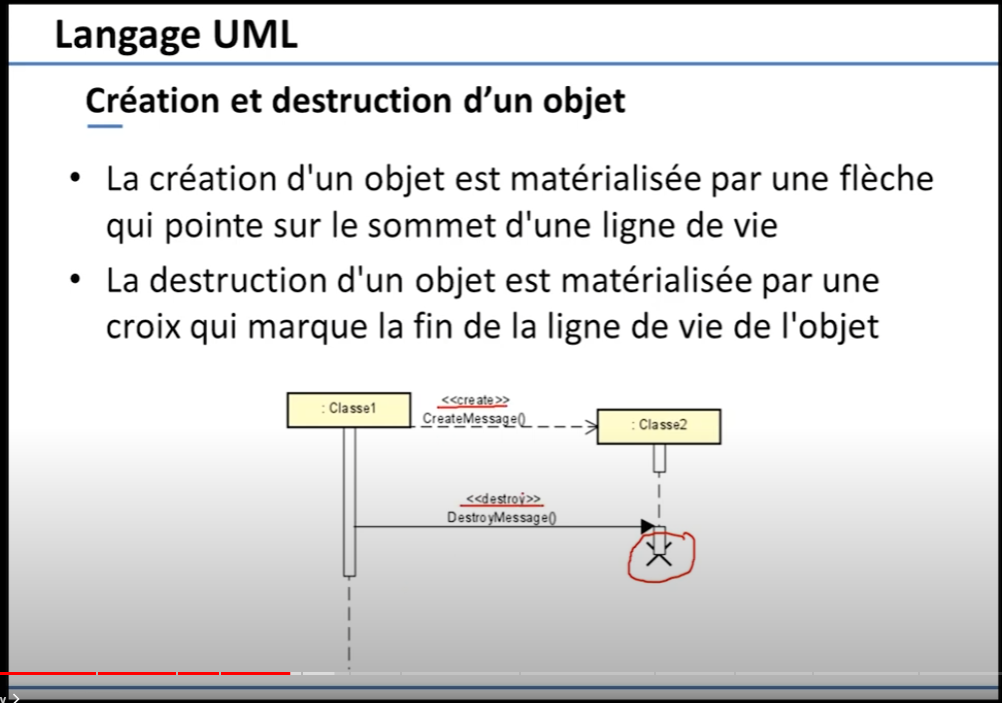 Langage UML
Création et destruction d’un objet
• La création d'un objet est matérialisée par une flèche
qui pointe sur le sommet d'une ligne de vie
• La destruction d'un objet est matérialisée par une
croix qui marque la fin de la ligne de vie de l'objet
: Classe1
<<create>>
CreateMessage()
: Classe2
<<destroy>>
DestroyMessage()